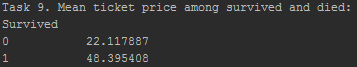 Task 9. Mean ticket price among survived and died:
Survived
0 22.117887
1 48.395408